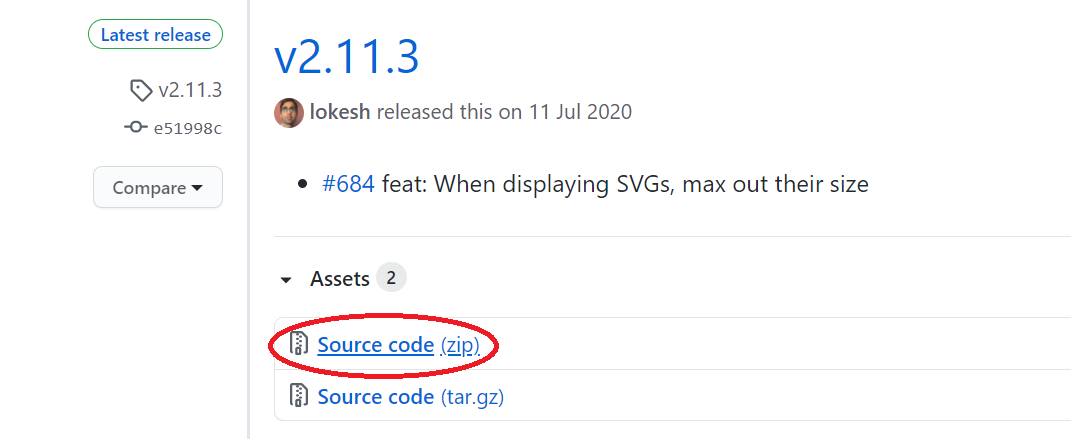 Latest release
v2.11.3
e51998c
Compare
v2.11.3
lokesh released this on 11 Jul 2020
#684 feat: When displaying SVGs, max out their size
Assets 2
Source code (zip)
Source code (tar.gz)